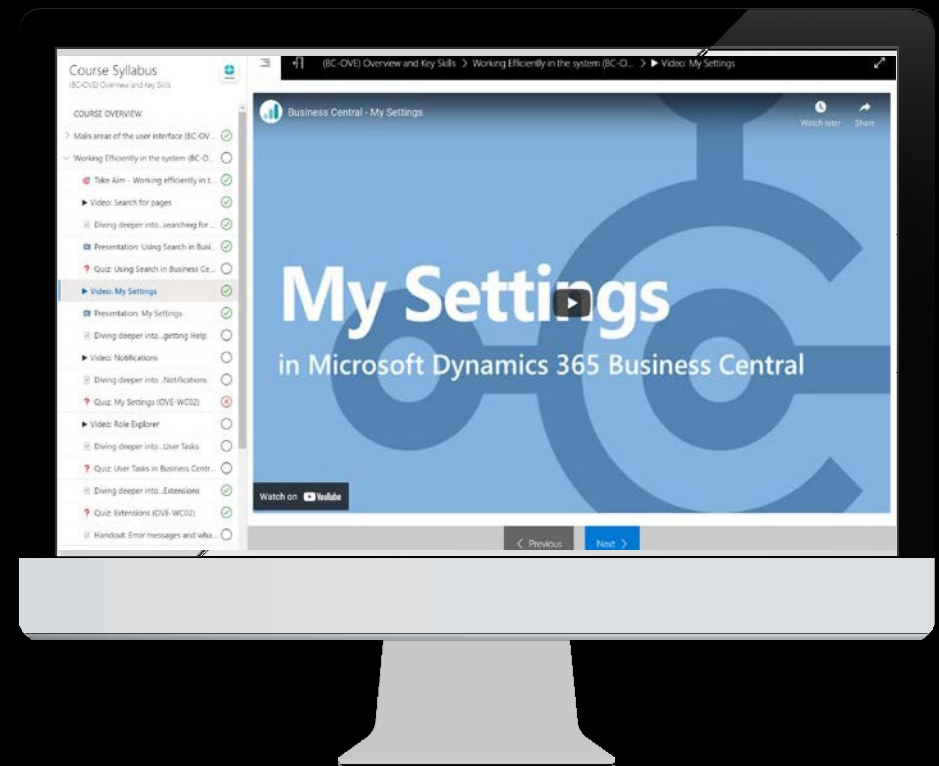 Course Syllabus
(BC-OVE) Overview and Key Skills
COURSE OVERVIEW
Main areas of the user interface (BC-OV...
Working Efficiently in the system (BC-O...
Take Aim - Working efficiently in t...
Video: Search for pages
Diving deeper into...searching for ...
Presentation: Using Search in Busi...
Quiz: Using Search in Business Ce...
Video: My Settings
Presentation: My Settings
Diving deeper into...getting Help
Video: Notifications
Diving deeper into...Notifications
Quiz: My Settings (OVE-WC02)
Video: Role Explorer
Diving deeper into...User Tasks
Quiz: User Tasks in Business Centr...
Diving deeper into...Extensions
Quiz: Extensions (OVE-WC02)
Handout: Error messages and wha...
(BC-OVE) Overview and Key Skills > Working Efficiently in the system (BC-O... > Video: My Settings
Business Central - My Settings
Watch later
Share
My Settings
in Microsoft Dynamics 365 Business Central
Watch on YouTube
Previous
Next